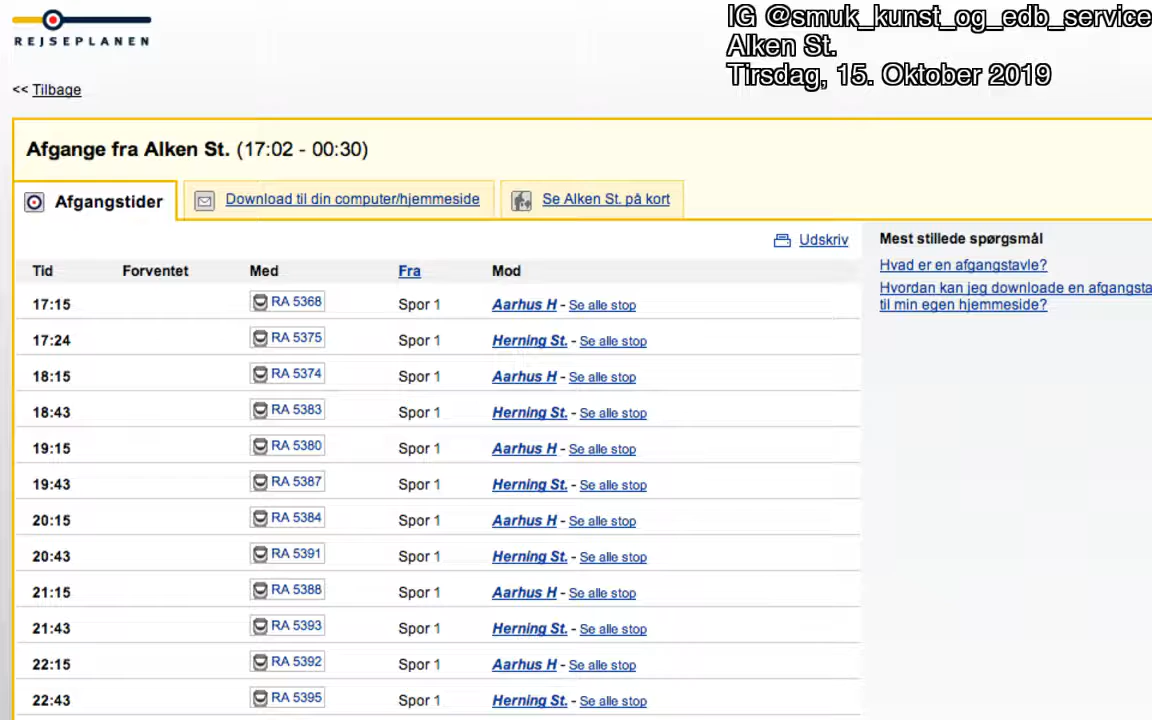 REJSEPLANEN
IG @smuk_kunst_og_edb_service
Alken St.
Tirsdag, 15. Oktober 2019
<< Tilbage
Afgange fra Alken St. (17:02 - 00:30)
Afgangstider
Download til din computer/hjemmeside
Se Alken St. på kort
Udskriv
Tid Forventet Med Fra Mod
17:15 RA 5368 Spor 1 Aarhus H - Se alle stop
17:24 RA 5375 Spor 1 Herning St. - Se alle stop
18:15 RA 5374 Spor 1 Aarhus H - Se alle stop
18:43 RA 5383 Spor 1 Herning St. - Se alle stop
19:15 RA 5380 Spor 1 Aarhus H - Se alle stop
19:43 RA 5387 Spor 1 Herning St. - Se alle stop
20:15 RA 5384 Spor 1 Aarhus H - Se alle stop
20:43 RA 5391 Spor 1 Herning St. - Se alle stop
21:15 RA 5388 Spor 1 Aarhus H - Se alle stop
21:43 RA 5393 Spor 1 Herning St. - Se alle stop
22:15 RA 5392 Spor 1 Aarhus H - Se alle stop
22:43 RA 5395 Spor 1 Herning St. - Se alle stop
Mest stillede spørgsmål
Hvad er en afgangstavle?
Hvordan kan jeg downloade en afgangsta
til min egen hjemmeside?